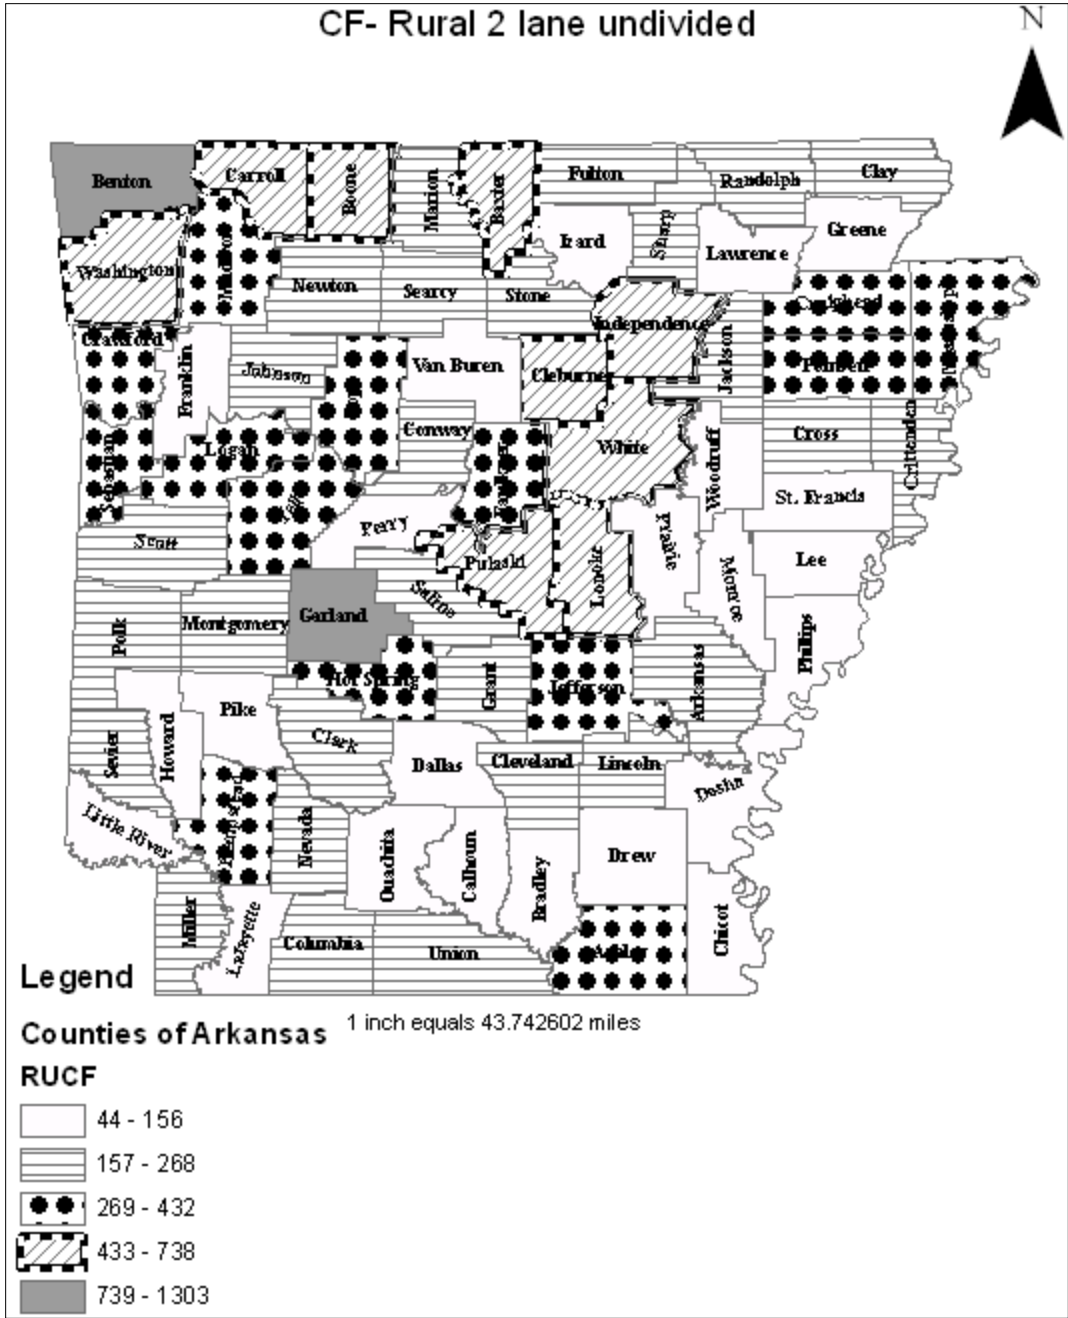 CF- Rural 2 lane undivided
N
Benton
Carroll
Boone
Marion
Baxter
Fulton
Randolph
Clay
Washington
Madison
Izard
Sharp
Lawrence
Greene
Newton
Searcy
Stone
Independence
Craighead
Crawford
Franklin
Johnson
Van Buren
Cleburne
Jackson
Logan
Conway
White
Woodruff
Cross
Crittenden
St. Francis
Scott
Perry
Pulaski
Lonoke
Prairie
Monroe
Lee
Phillips
Polk
Montgomery
Garland
Saline
Hot Spring
Grant
Jefferson
Arkansas
Pike
Clark
Sevier
Howard
Dallas
Cleveland
Lincoln
Desha
Little River
Nevada
Ouachita
Calhoun
Bradley
Drew
Chicot
Miller
Lafayette
Columbia
Union
Legend
Counties of Arkansas
1 inch equals 43.742602 miles
RUCF
44 - 156
157 - 268
269 - 432
433 - 738
739 - 1303